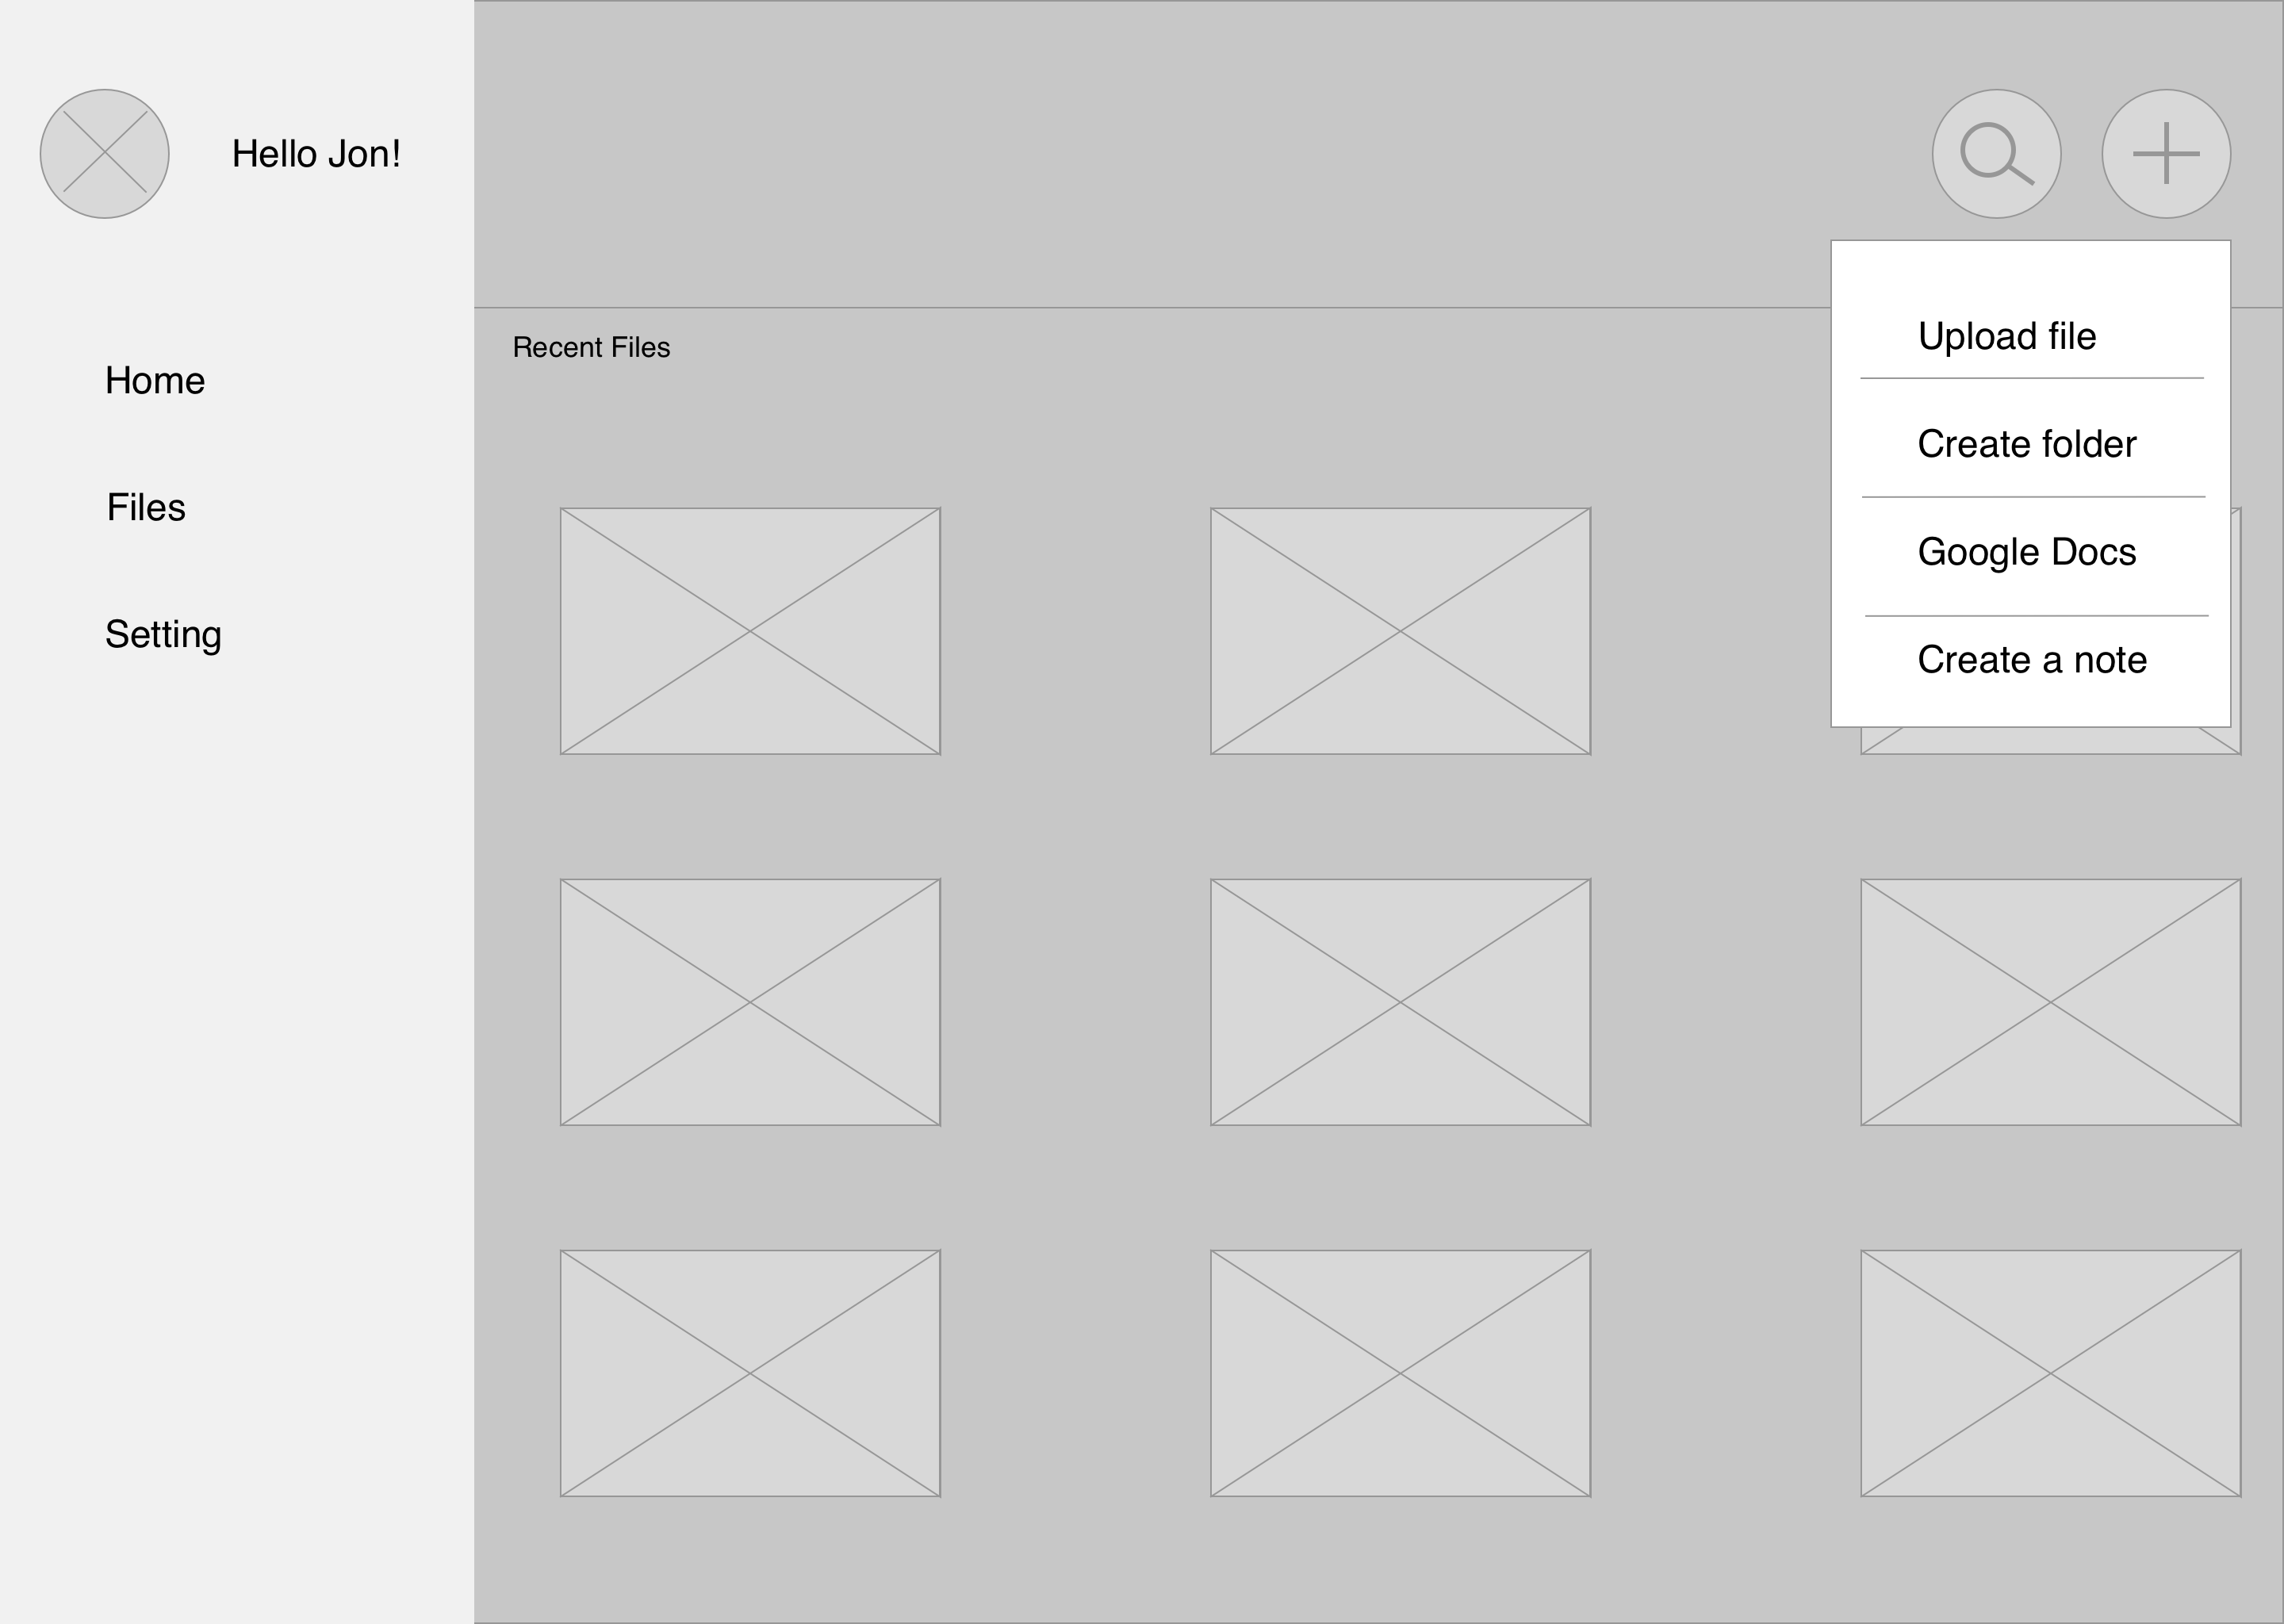 Hello Jon!
Home
Files
Setting
Recent Files
Upload file
Create folder
Google Docs
Create a note